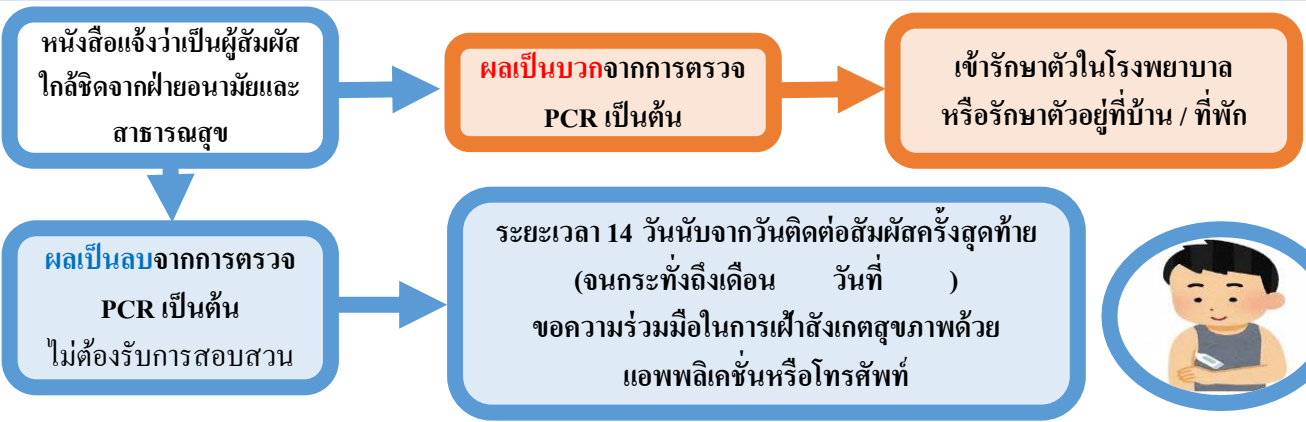 หนังสือแจ้งว่าเป็นผู้สัมผัส
ใกล้ชิดจากฝ่ายอนามัยและ
สาธารณสุข
ผลเป็นบวกจากการตรวจ
PCR เป็นต้น
เข้ารักษาตัวในโรงพยาบาล
หรือรักษาตัวอยู่ที่บ้าน / ที่พัก
ผลเป็นลบจากการตรวจ
PCR เป็นต้น
ไม่ต้องรับการสอบสวน
ระยะเวลา 14 วันนับจากวันติดต่อสัมผัสครั้งสุดท้าย
(จนกระทั่งถึงเดือน วันที่ )
ขอความร่วมมือในการเฝ้าสังเกตสุขภาพด้วย
แอพพลิเคชั่นหรือโทรศัพท์